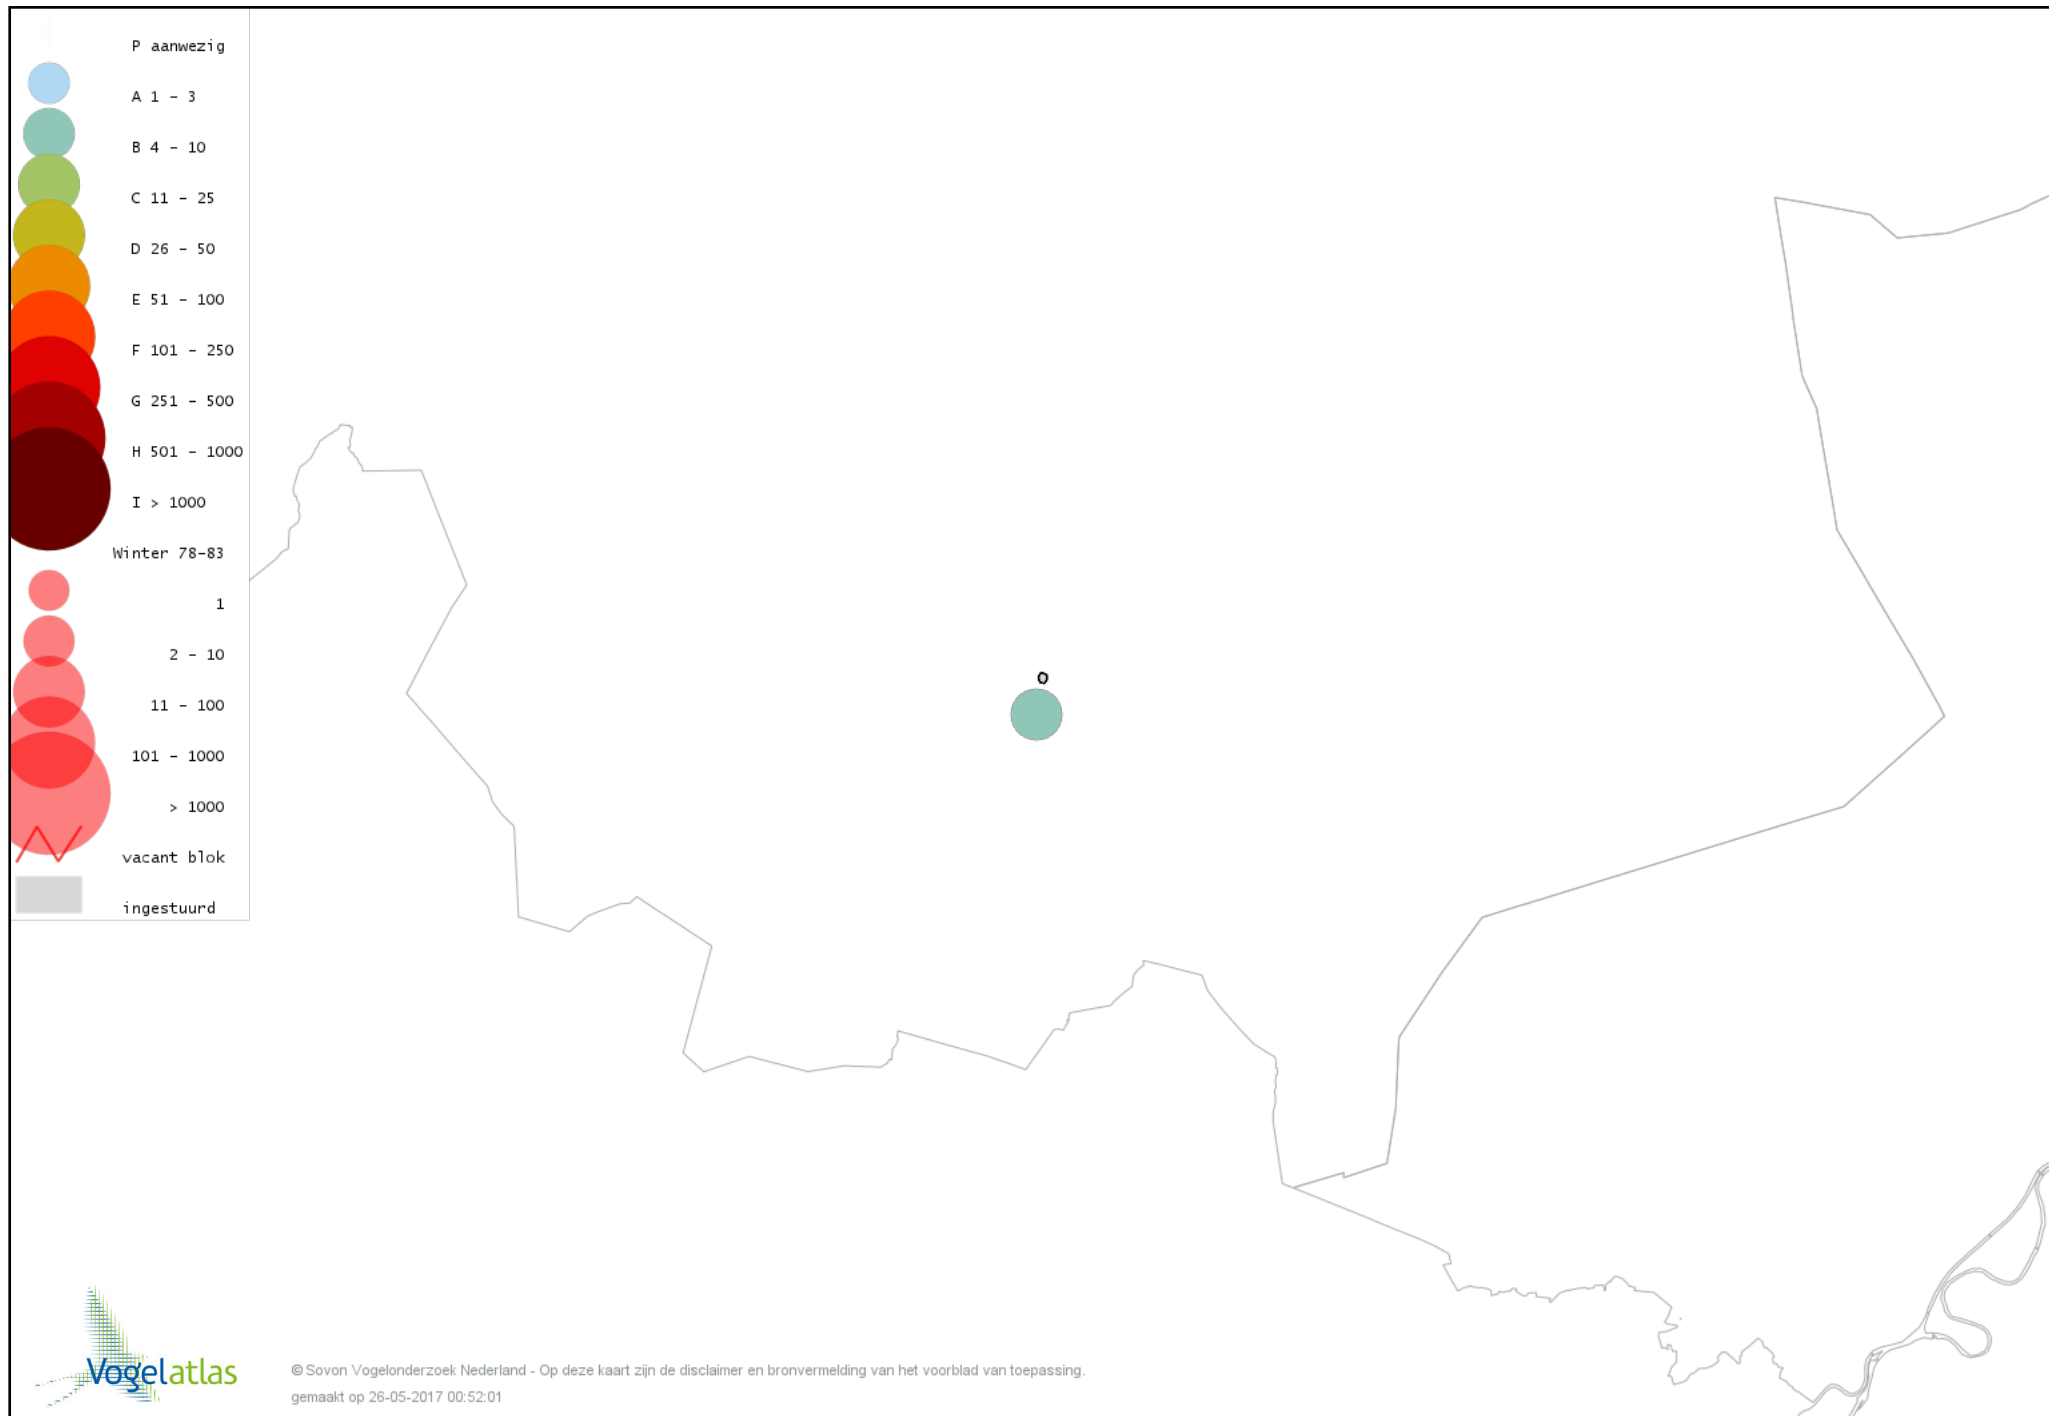 P aanwezig
A 1 - 3
B 4 - 10
C 11 - 25
D 26 - 50
E 51 - 100
F 101 - 250
G 251 - 500
H 501 - 1000
I > 1000
Winter 78-83
1
2 - 10
11 - 100
101 - 1000
> 1000
vacant blok
ingestuurd
0
Vogelatlas
© Sovon Vogelonderzoek Nederland - Op deze kaart zijn de disclaimer en bronvermelding van het voorblad van toepassing.
gemaakt op 26-05-2017 00:52:01